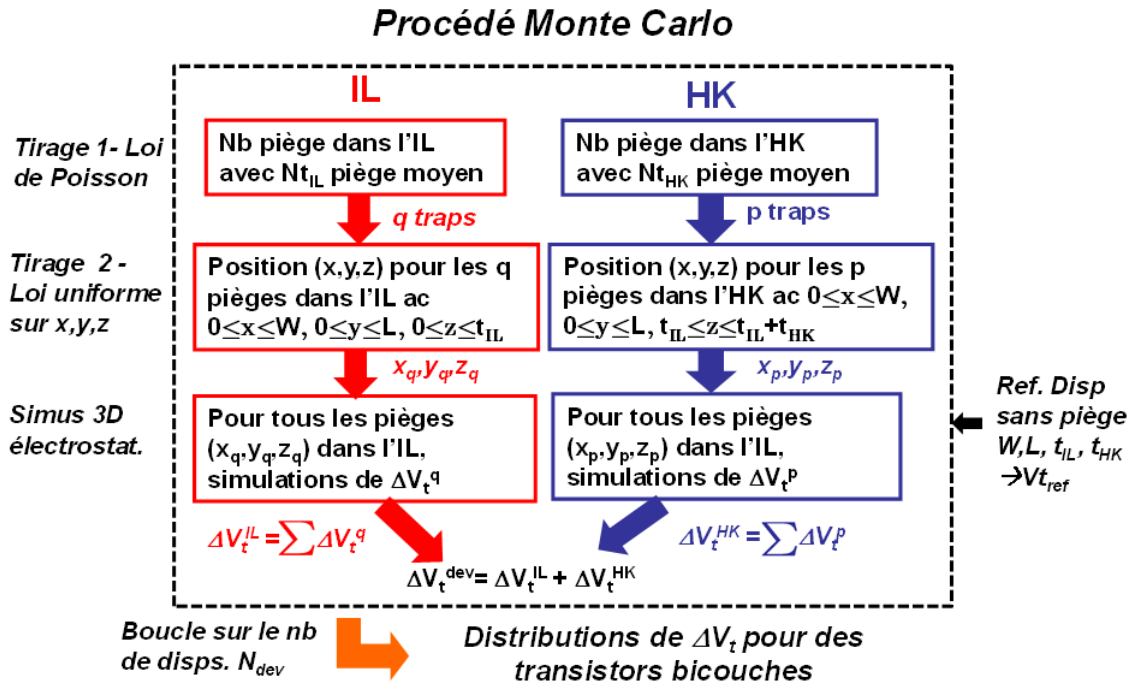 Procédé Monte Carlo
IL
HK
Tirage 1- Loi
de Poisson
Nb piège dans l'IL
avec Nt_IL piège moyen
Nb piège dans l'HK
avec Nt_HK piège moyen
q traps
p traps
Tirage 2 -
Loi uniforme
sur x,y,z
Position (x,y,z) pour les q
pièges dans l'IL ac
0≤x≤W, 0≤y≤L, 0≤z≤t_IL
Position (x,y,z) pour les p
pièges dans l'HK ac 0≤x≤W,
0≤y≤L, t_IL≤z≤t_IL+t_HK
x_q,y_q,z_q
x_p,y_p,z_p
Simus 3D
électrostat.
Pour tous les pièges
(x_q,y_q,z_q) dans l'IL,
simulations de ΔV_t^q
Pour tous les pièges
(x_p,y_p,z_p) dans l'IL,
simulations de ΔV_t^p
Ref. Disp
sans piège
W,L, t_IL, t_HK
→Vt_ref
ΔV_t^IL =∑ ΔV_t^q
ΔV_t^HK =∑ ΔV_t^p
ΔV_t^dev= ΔV_t^IL + ΔV_t^HK
Boucle sur le nb
de disps. N_dev
Distributions de ΔV_t pour des
transistors bicouches